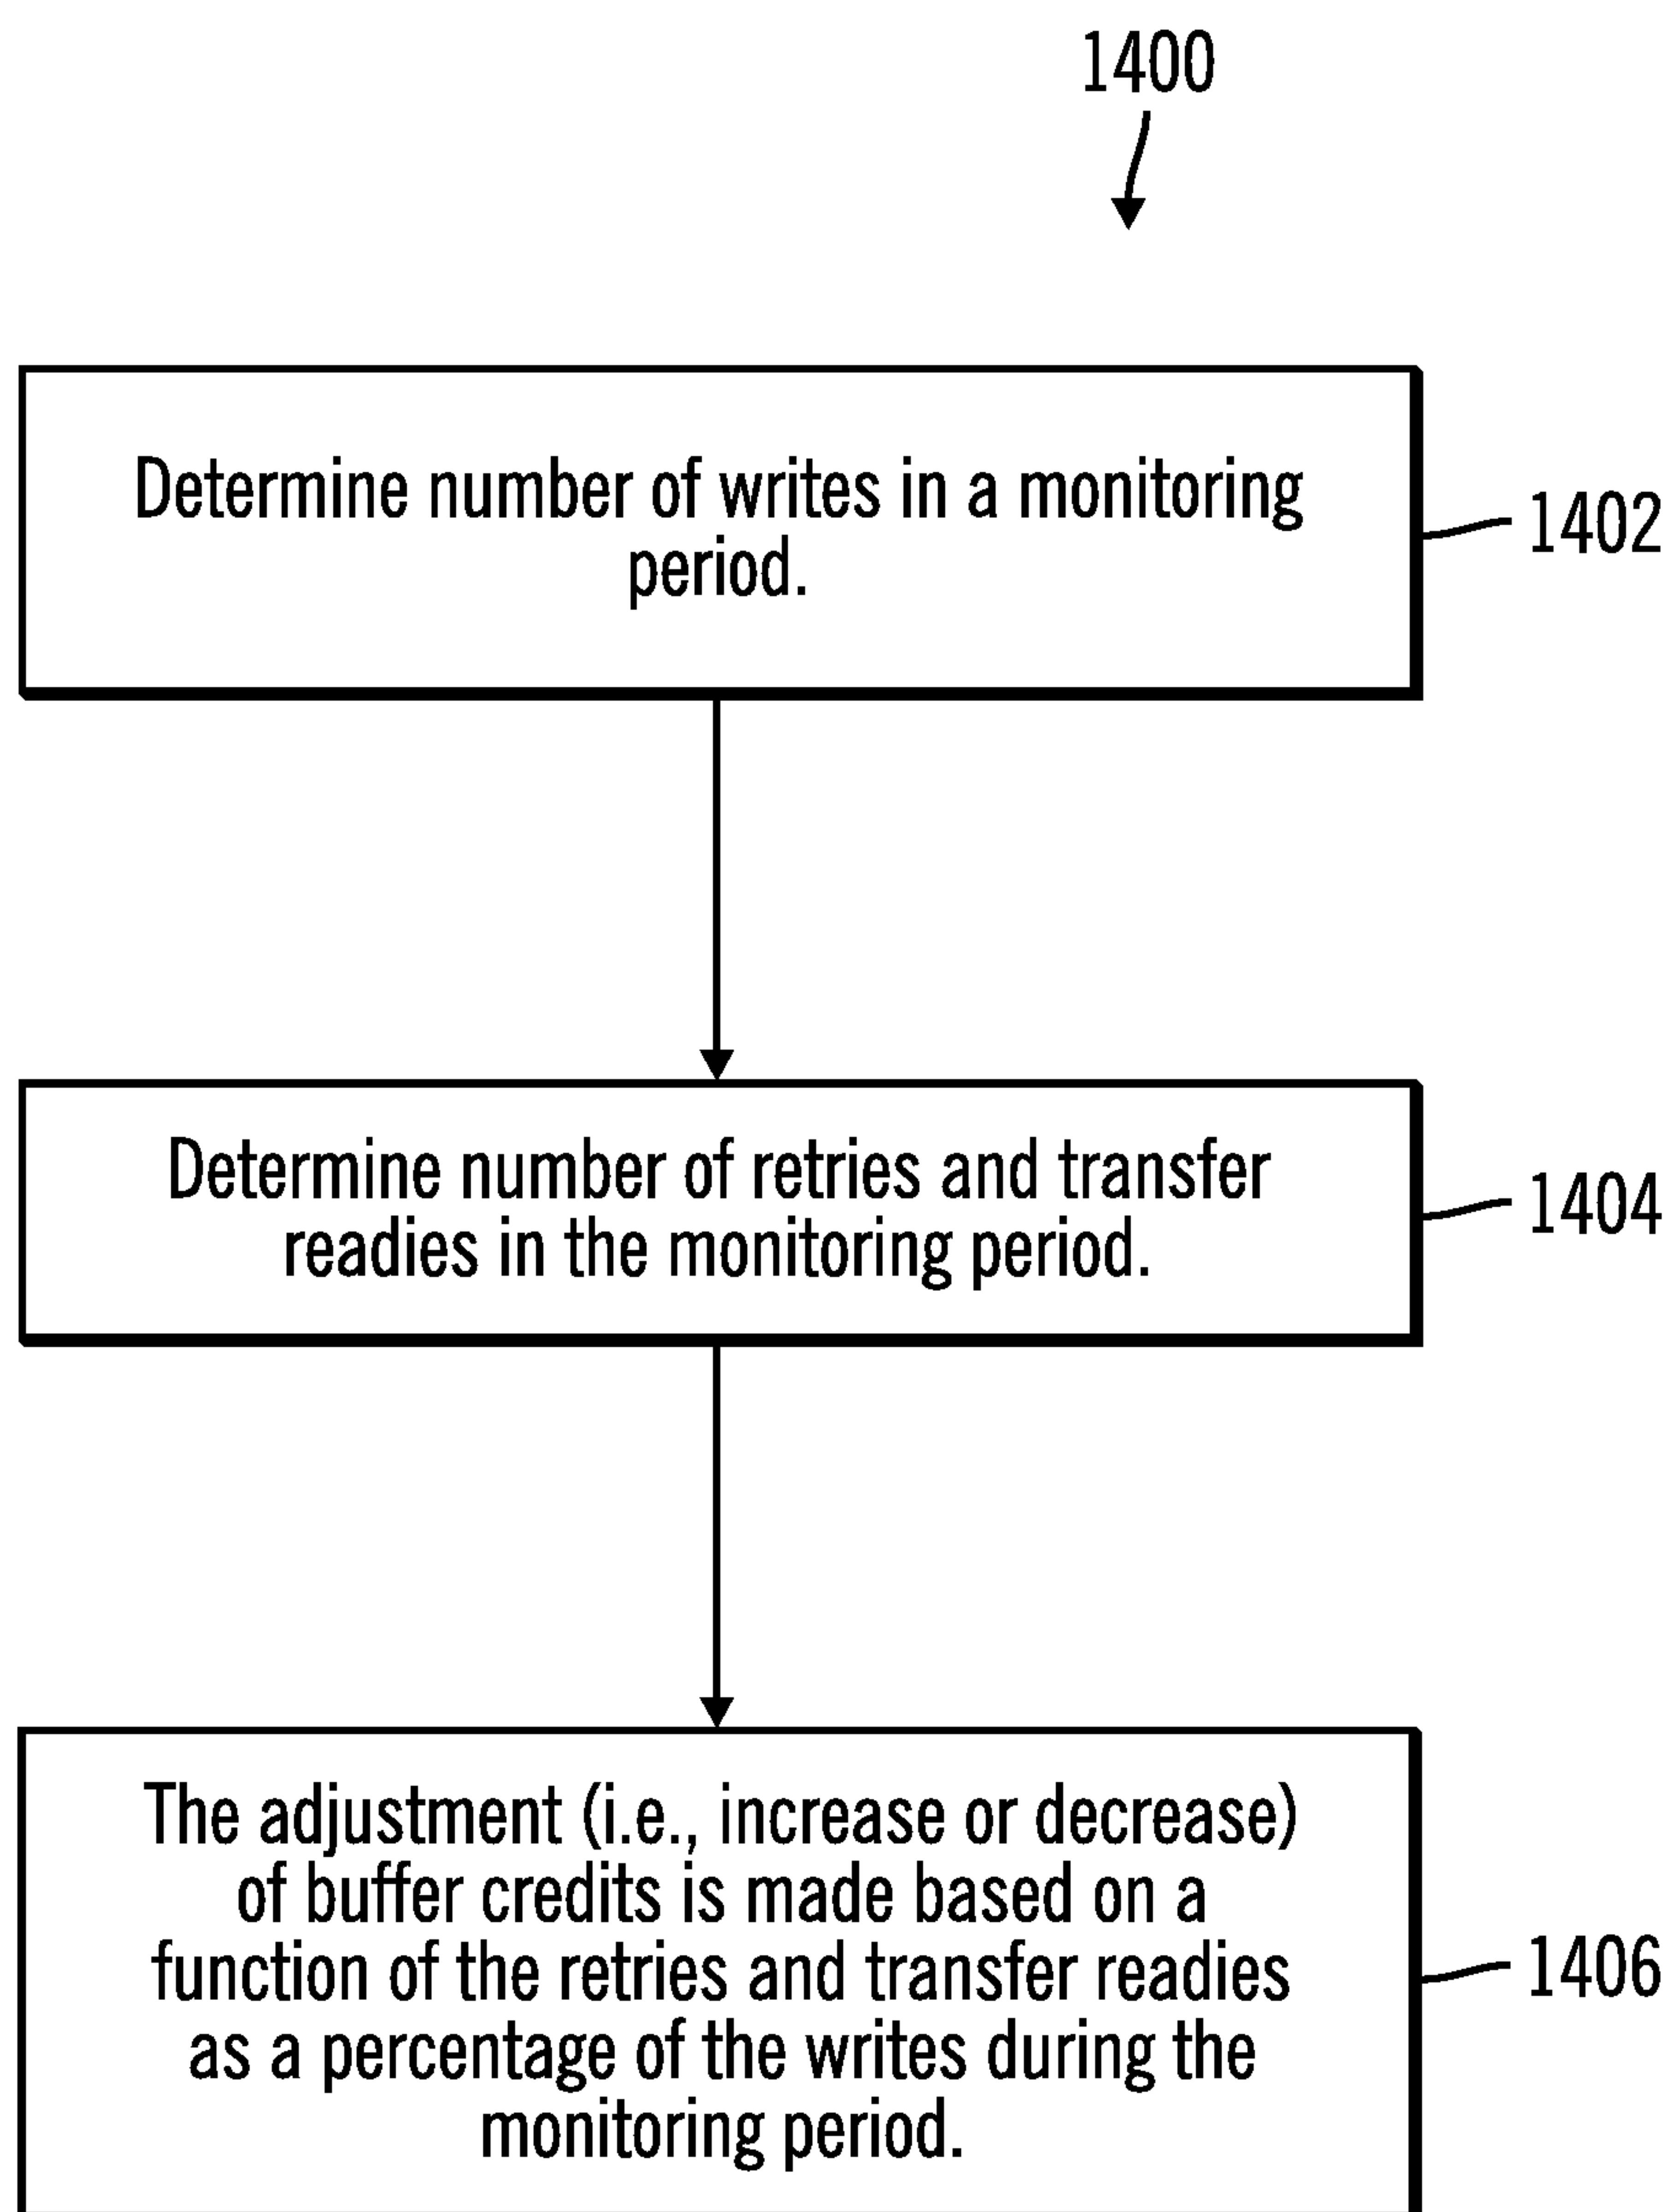 1400
Determine number of writes in a monitoring
period.
1402
Determine number of retries and transfer
readies in the monitoring period.
1404
The adjustment (i.e., increase or decrease)
of buffer credits is made based on a
function of the retries and transfer readies
as a percentage of the writes during the
monitoring period.
1406